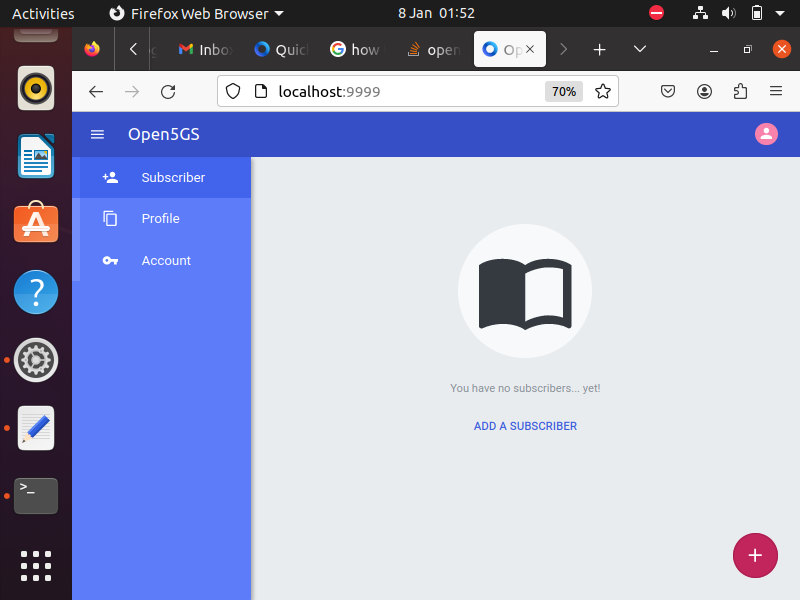 Activities
Firefox Web Browser
8 Jan 01:52
Inbo
Quic
how
open
Op
localhost:9999
70%
Open5GS
Subscriber
Profile
Account
You have no subscribers... yet!
ADD A SUBSCRIBER